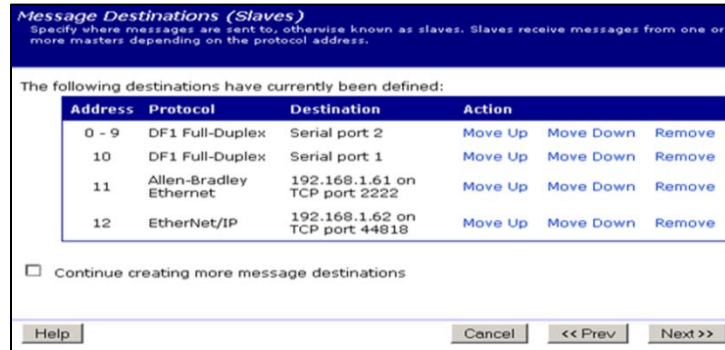 Message Destinations (Slaves)
Specify where messages are sent to, otherwise known as slaves. Slaves receive messages from one or
more masters depending on the protocol address.
The following destinations have currently been defined:
Address Protocol Destination Action
0 - 9 DF1 Full-Duplex Serial port 2 Move Up Move Down Remove
10 DF1 Full-Duplex Serial port 1 Move Up Move Down Remove
11 Allen-Bradley Ethernet 192.168.1.61 on TCP port 2222 Move Up Move Down Remove
12 EtherNet/IP 192.168.1.62 on TCP port 44818 Move Up Move Down Remove
Continue creating more message destinations
Help Cancel << Prev Next >>